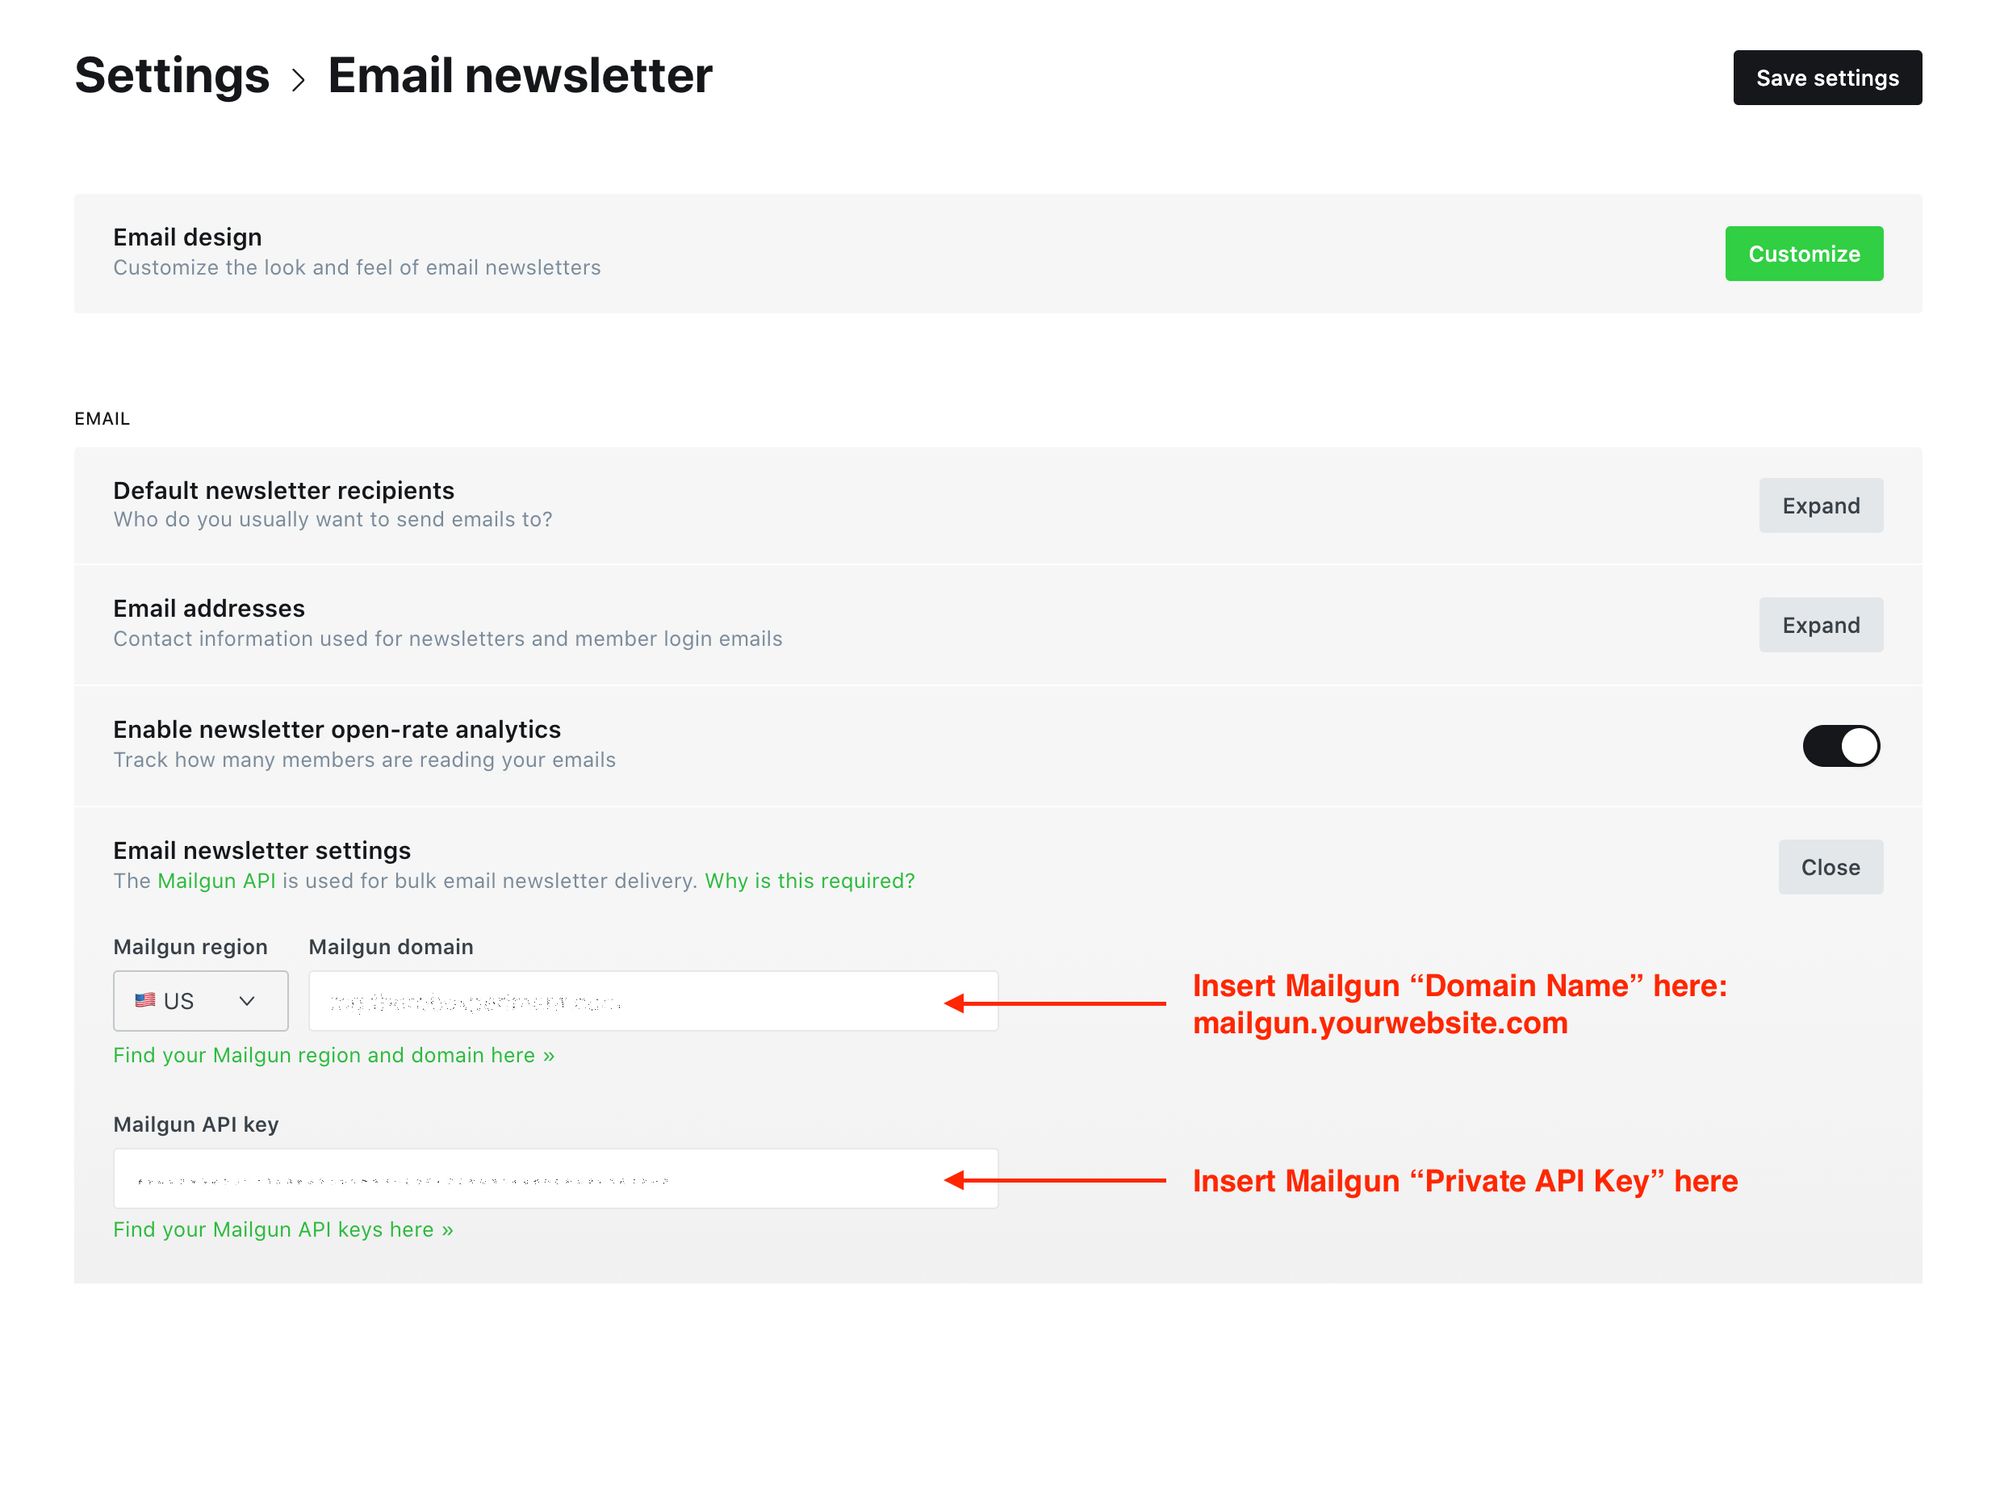 Settings > Email newsletter
Save settings
Email design
Customize the look and feel of email newsletters
Customize
EMAIL
Default newsletter recipients
Who do you usually want to send emails to?
Expand
Email addresses
Contact information used for newsletters and member login emails
Expand
Enable newsletter open-rate analytics
Track how many members are reading your emails
Email newsletter settings
The Mailgun API is used for bulk email newsletter delivery. Why is this required?
Close
Mailgun region
Mailgun domain
US
Insert Mailgun “Domain Name” here:
mailgun.yourwebsite.com
Find your Mailgun region and domain here »
Mailgun API key
Insert Mailgun “Private API Key” here
Find your Mailgun API keys here »